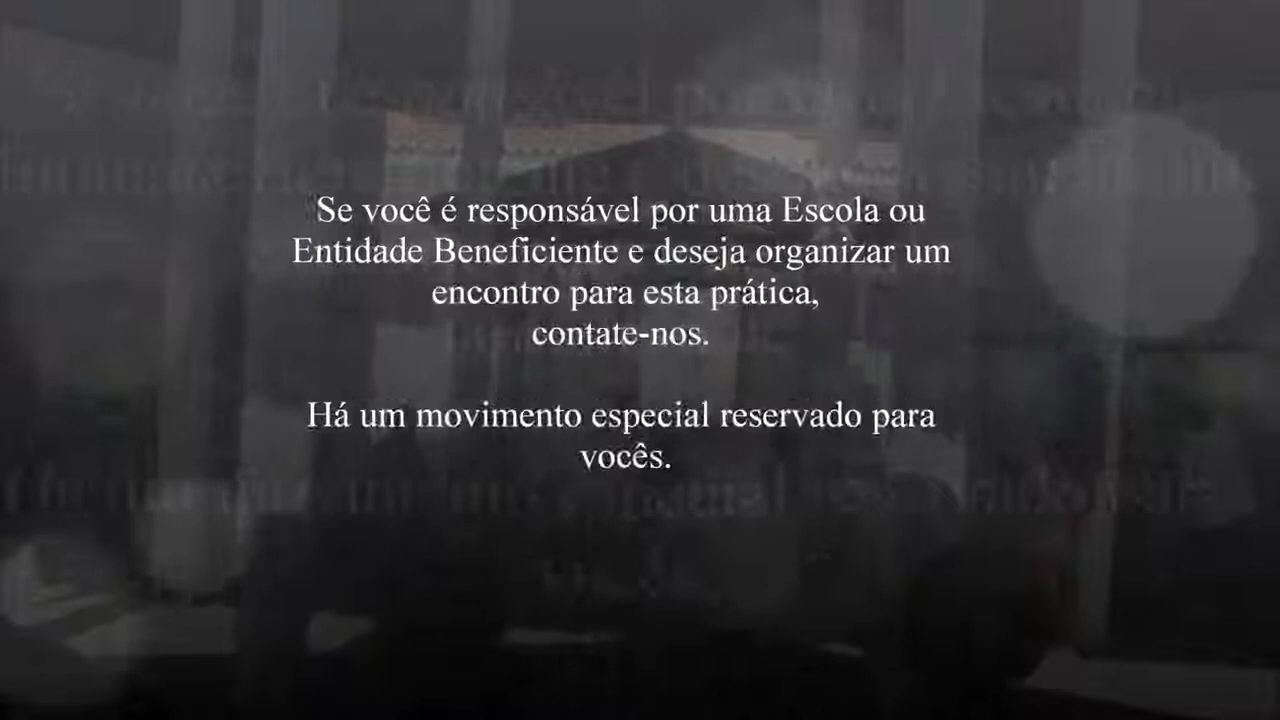 Se você é responsável por uma Escola ou
Entidade Beneficiente e deseja organizar um
encontro para esta prática,
contate-nos.
Há um movimento especial reservado para
vocês.